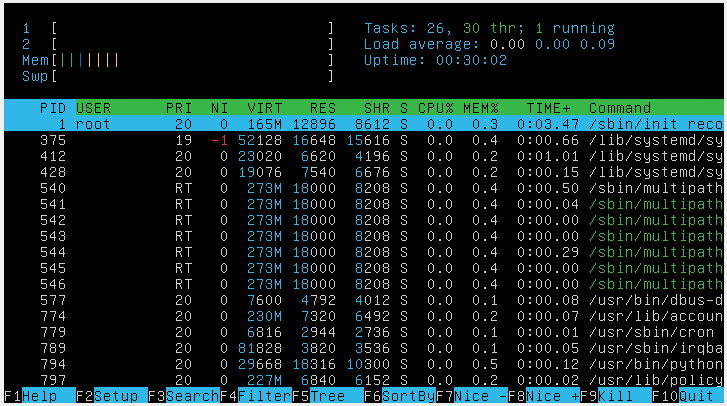 1 [ ] Tasks: 26, 30 thr; 1 running
2 [ ] Load average: 0.00 0.00 0.09
Mem[||||||| ] Uptime: 00:30:02
Swp[ ]
PID USER PRI NI VIRT RES SHR S CPU% MEM% TIME+ Command
1 root 20 0 165M 12896 8612 S 0.0 0.3 0:03.47 /sbin/init reco
375 19 -1 52128 16648 15616 S 0.0 0.4 0:00.66 /lib/systemd/sy
412 20 0 23020 6620 4196 S 0.0 0.2 0:01.01 /lib/systemd/sy
428 20 0 19076 7540 6676 S 0.0 0.2 0:00.15 /lib/systemd/sy
540 RT 0 273M 18000 8208 S 0.0 0.4 0:00.50 /sbin/multipath
541 RT 0 273M 18000 8208 S 0.0 0.4 0:00.04 /sbin/multipath
542 RT 0 273M 18000 8208 S 0.0 0.4 0:00.00 /sbin/multipath
543 RT 0 273M 18000 8208 S 0.0 0.4 0:00.00 /sbin/multipath
544 RT 0 273M 18000 8208 S 0.0 0.4 0:00.29 /sbin/multipath
545 RT 0 273M 18000 8208 S 0.0 0.4 0:00.00 /sbin/multipath
546 RT 0 273M 18000 8208 S 0.0 0.4 0:00.00 /sbin/multipath
577 20 0 7600 4792 4012 S 0.0 0.1 0:00.08 /usr/bin/dbus-d
774 20 0 230M 7320 6492 S 0.0 0.2 0:00.07 /usr/lib/accoun
779 20 0 6816 2944 2736 S 0.0 0.1 0:00.01 /usr/sbin/cron
789 20 0 81828 3820 3536 S 0.0 0.1 0:00.05 /usr/sbin/irqba
794 20 0 29668 18316 10300 S 0.0 0.5 0:00.12 /usr/bin/python
797 20 0 227M 6840 6152 S 0.0 0.2 0:00.02 /usr/lib/policy
F1Help F2Setup F3SearchF4FilterF5Tree F6SortByF7Nice -F8Nice +F9Kill F10Quit